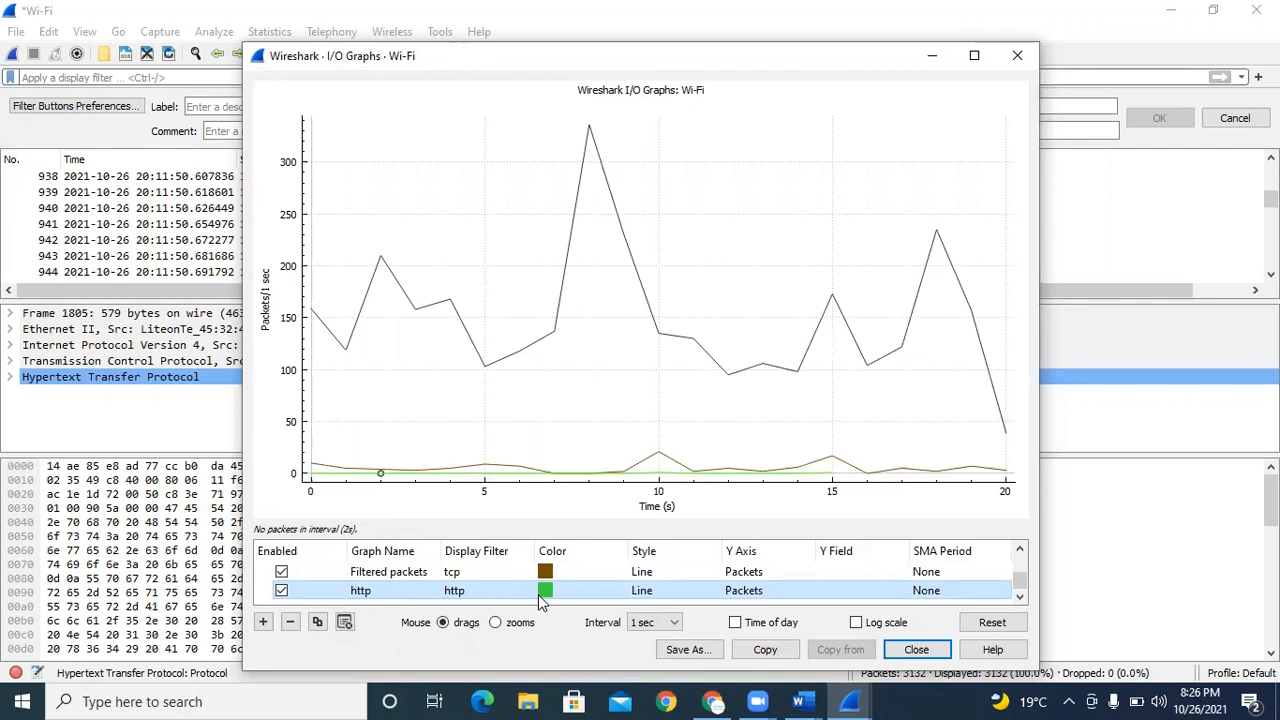 *Wi-Fi
File Edit View Go Capture Analyze Statistics Telephony Wireless Tools Help
Wireshark · I/O Graphs · Wi-Fi
Apply a display filter ... <Ctrl-/>
Filter Buttons Preferences... Label: Enter a desc OK Cancel
Comment: Enter a
No. Time
938 2021-10-26 20:11:50.607836
939 2021-10-26 20:11:50.618601
940 2021-10-26 20:11:50.626449
941 2021-10-26 20:11:50.654976
942 2021-10-26 20:11:50.672277
943 2021-10-26 20:11:50.681686
944 2021-10-26 20:11:50.691792
Frame 1805: 579 bytes on wire (463
Ethernet II, Src: LiteonTe_45:32:4
Internet Protocol Version 4, Src:
Transmission Control Protocol, Src
Hypertext Transfer Protocol
0000 14 ae 85 e8 ad 77 cc b0 da 45
0010 02 35 49 c8 40 00 80 06 11 f6
0020 ac 1e 1d 72 00 50 c8 3e 71 97
0030 01 00 90 5a 00 00 47 45 54 20
0040 2e 70 68 70 20 48 54 54 50 2f
0050 6f 73 74 3a 20 74 65 73 74 70
0060 6e 77 65 62 2e 63 6f 6d 0d 0a
0070 74 69 6f 6e 3a 20 6b 65 65 70
0080 0d 0a 55 70 67 72 61 64 65 2d
0090 65 63 75 72 65 2d 52 65 71 75
00a0 55 73 65 72 2d 41 67 65 6e 74
00b0 6c 6c 61 2f 35 2e 30 20 28 57
00c0 20 4e 54 20 31 30 2e 30 3b 20
00d0 20 78 36 34 29 20 41 70 70 6c
Wireshark I/O Graphs: Wi-Fi
Packets/1 sec
300
250
200
150
100
50
0
0 5 10 15 20
Time (s)
No packets in interval (2s).
Enabled Graph Name Display Filter Color Style Y Axis Y Field SMA Period
Filtered packets tcp Line Packets None
http http Line Packets None
Mouse drags zooms Interval 1 sec Time of day Log scale Reset
Save As... Copy Copy from Close Help
Hypertext Transfer Protocol: Protocol
Packets: 3132 · Displayed: 3132 (100.0%) · Dropped: 0 (0.0%) Profile: Default
Type here to search
19°C
8:26 PM
10/26/2021
2